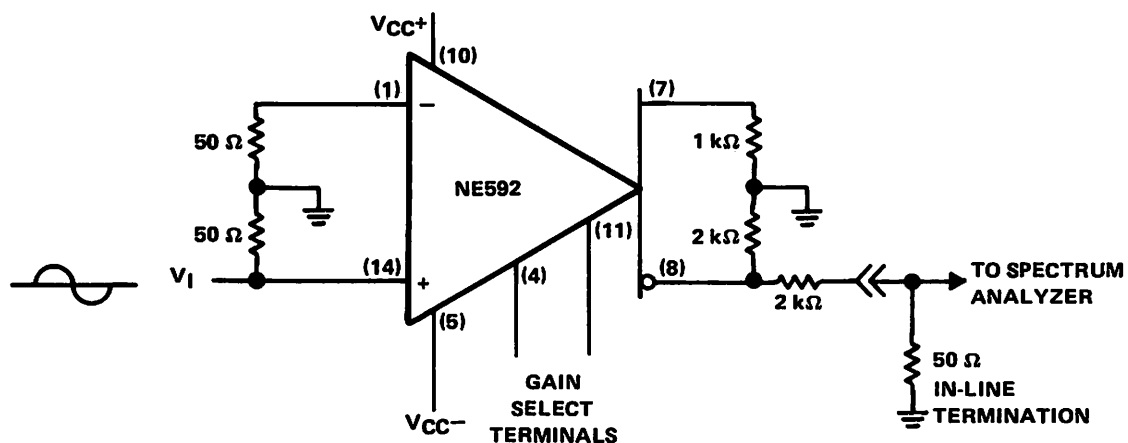 VCC+
(10)
(1)
(7)
−
50 Ω
1 kΩ
NE592
50 Ω
(11)
2 kΩ
(14)
(8)
VI
+
(4)
TO SPECTRUM
ANALYZER
2 kΩ
(5)
50 Ω
IN-LINE
TERMINATION
GAIN
SELECT
TERMINALS
VCC−